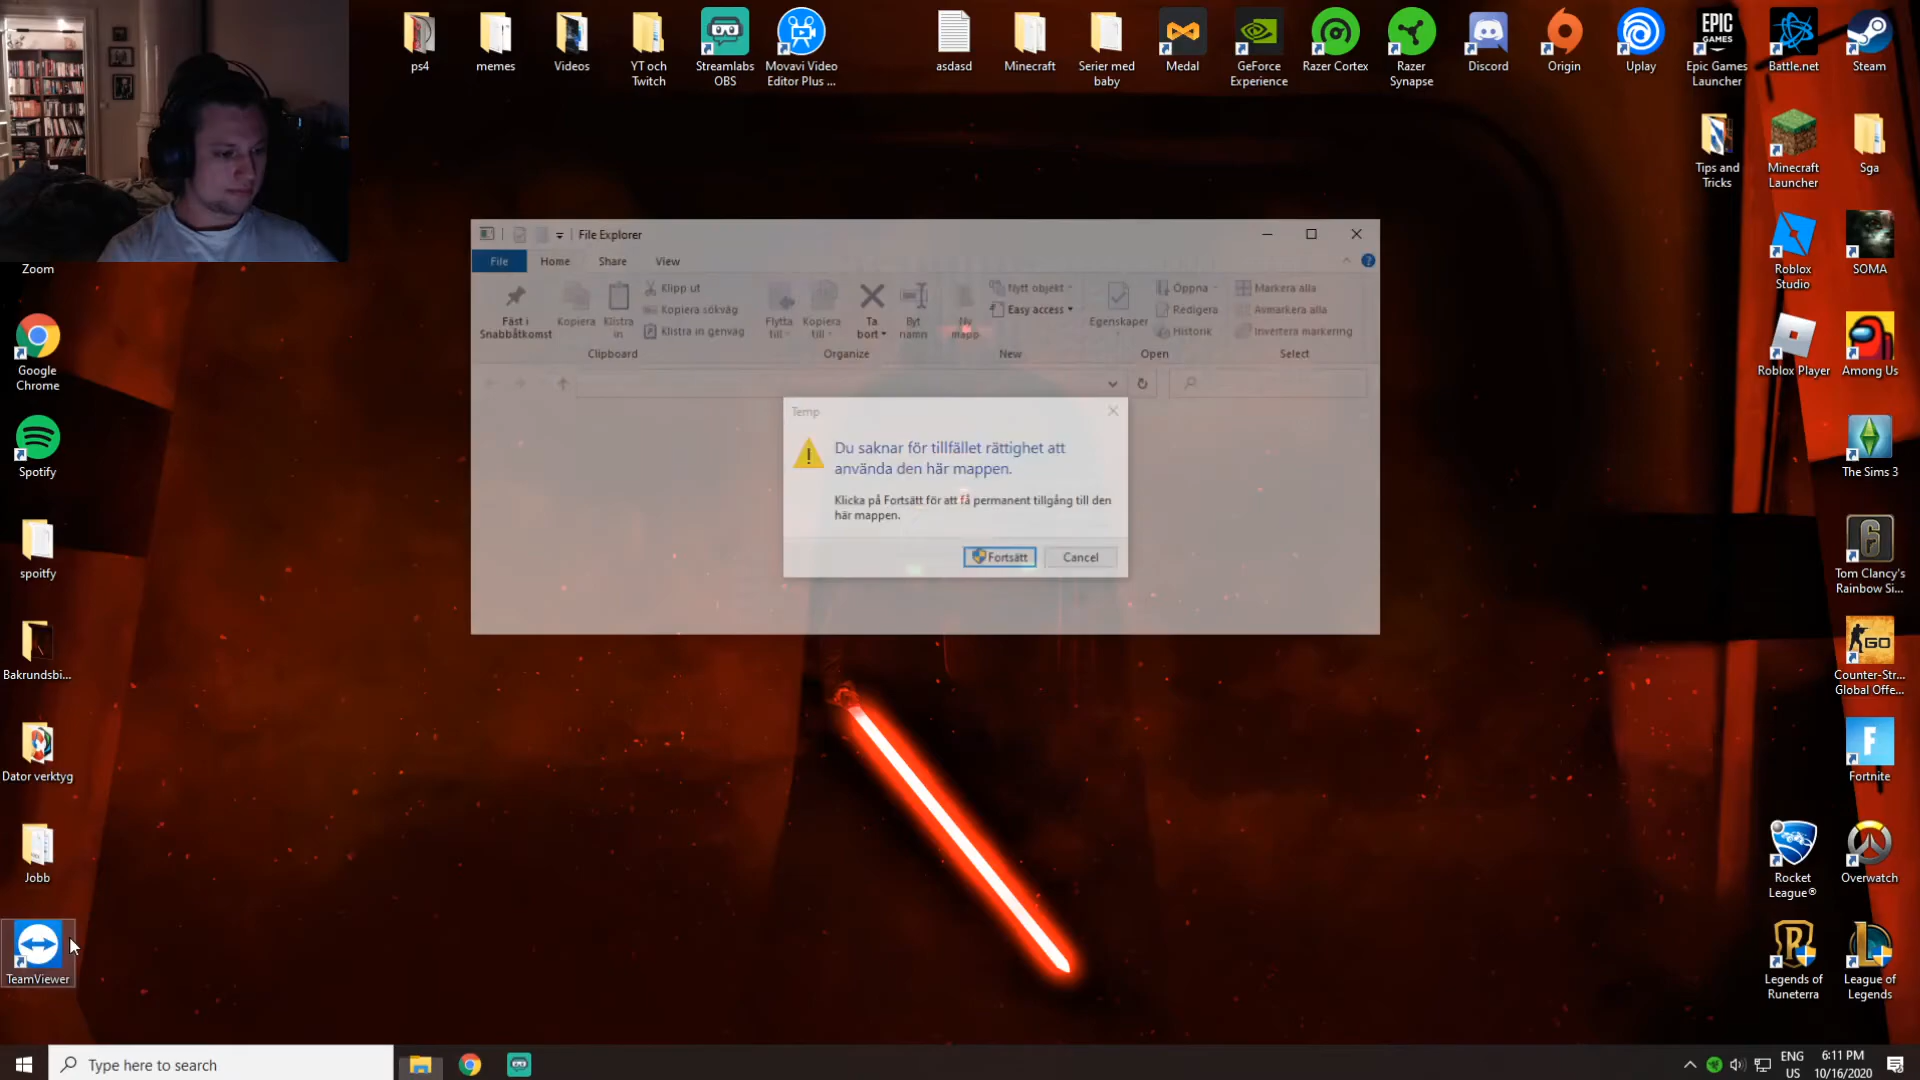 ps4
memes
Videos
YT och
Twitch
Streamlabs
OBS
Movavi Video
Editor Plus ...
asdasd
Minecraft
Serier med
baby
Medal
GeForce
Experience
Razer Cortex
Razer
Synapse
Discord
Origin
Uplay
EPIC
GAMES
Epic Games
Launcher
Battle.net
Steam
Tips and
Tricks
Minecraft
Launcher
Sga
Zoom
Roblox
Studio
SOMA
Google
Chrome
Roblox Player
Among Us
Spotify
The Sims 3
spoitfy
6
Tom Clancy's
Rainbow Si...
Bakrundsbi...
GO
Counter-Str...
Global Offe...
Dator verktyg
F
Fortnite
Jobb
Rocket
League®
Overwatch
TeamViewer
R
Legends of
Runeterra
L
League of
Legends
File Explorer
File
Home
Share
View
Fäst i
Snabbåtkomst
Kopiera
Klistra
in
Klipp ut
Kopiera sökväg
Klistra in genväg
Clipboard
Flytta
till
Kopiera
till
Ta
bort
Byt
namn
Organize
Ny
mapp
Nytt objekt
Easy access
New
Egenskaper
Öppna
Redigera
Historik
Open
Markera alla
Avmarkera alla
Invertera markering
Select
Temp
Du saknar för tillfället rättighet att
använda den här mappen.
Klicka på Fortsätt för att få permanent tillgång till den
här mappen.
Fortsätt
Cancel
Type here to search
ENG
US
6:11 PM
10/16/2020